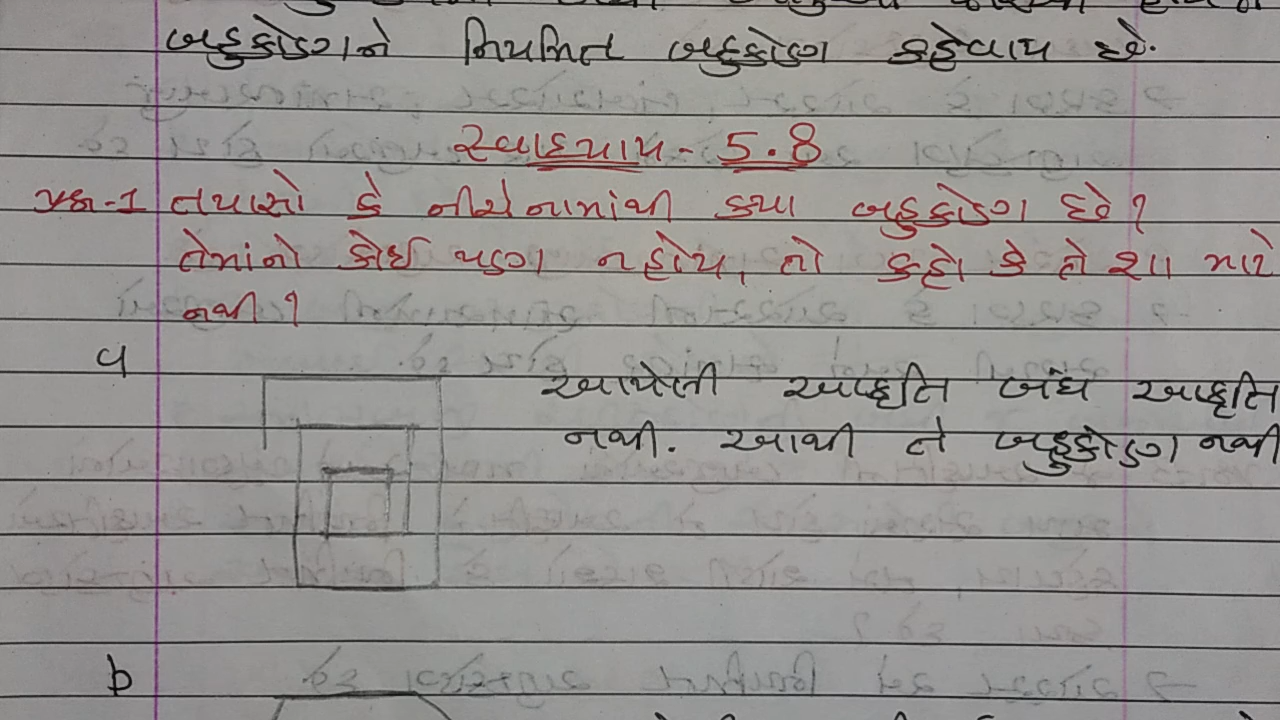 બહુકોણને નિયમિત બહુકોણ કહેવાય છે.
સ્વાધ્યાય - 5.8
પ્રશ્ન-1 તપાસો કે નીચેનામાંથી કયા બહુકોણ છે?
તેમાંનો કોઈ પણ ન હોય, તો કહો કે તે શા માટે
નથી?
a
આપેલી આકૃતિ બંધ આકૃતિ
નથી. આથી તે બહુકોણ નથી
b